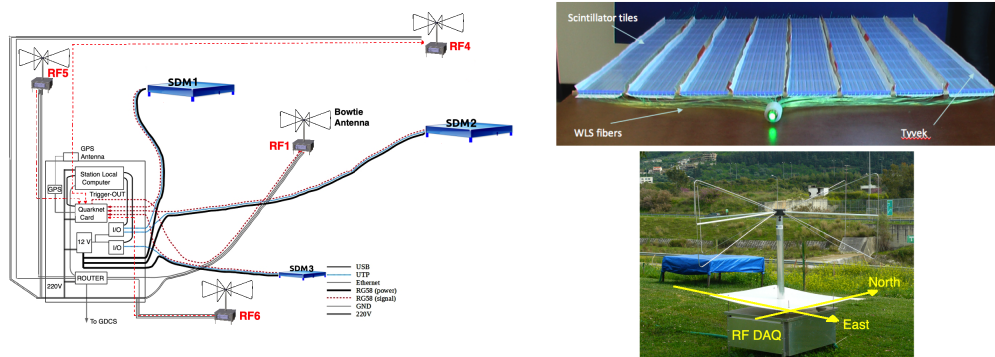 RF4
RF5
SDM1
SDM2
Bowtie
Antenna
RF1
GPS
Antenna
Station Local
Computer
Trigger-OUT
GPS
Quarknet
Card
I/O
12 V
I/O
ROUTER
220V
To GDCS
SDM3
RF6
USB
UTP
Ethernet
RG58 (power)
RG58 (signal)
GND
220V
Scintillator tiles
WLS fibers
Tyvek
North
East
RF DAQ